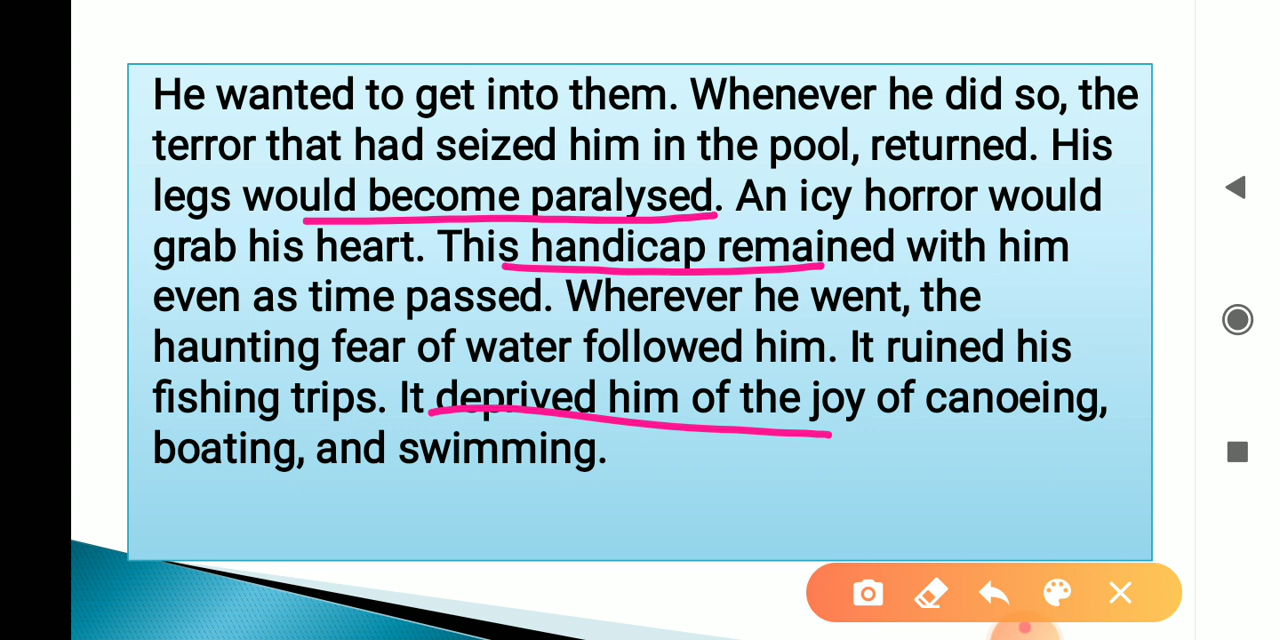 He wanted to get into them. Whenever he did so, the
terror that had seized him in the pool, returned. His
legs would become paralysed. An icy horror would
grab his heart. This handicap remained with him
even as time passed. Wherever he went, the
haunting fear of water followed him. It ruined his
fishing trips. It deprived him of the joy of canoeing,
boating, and swimming.